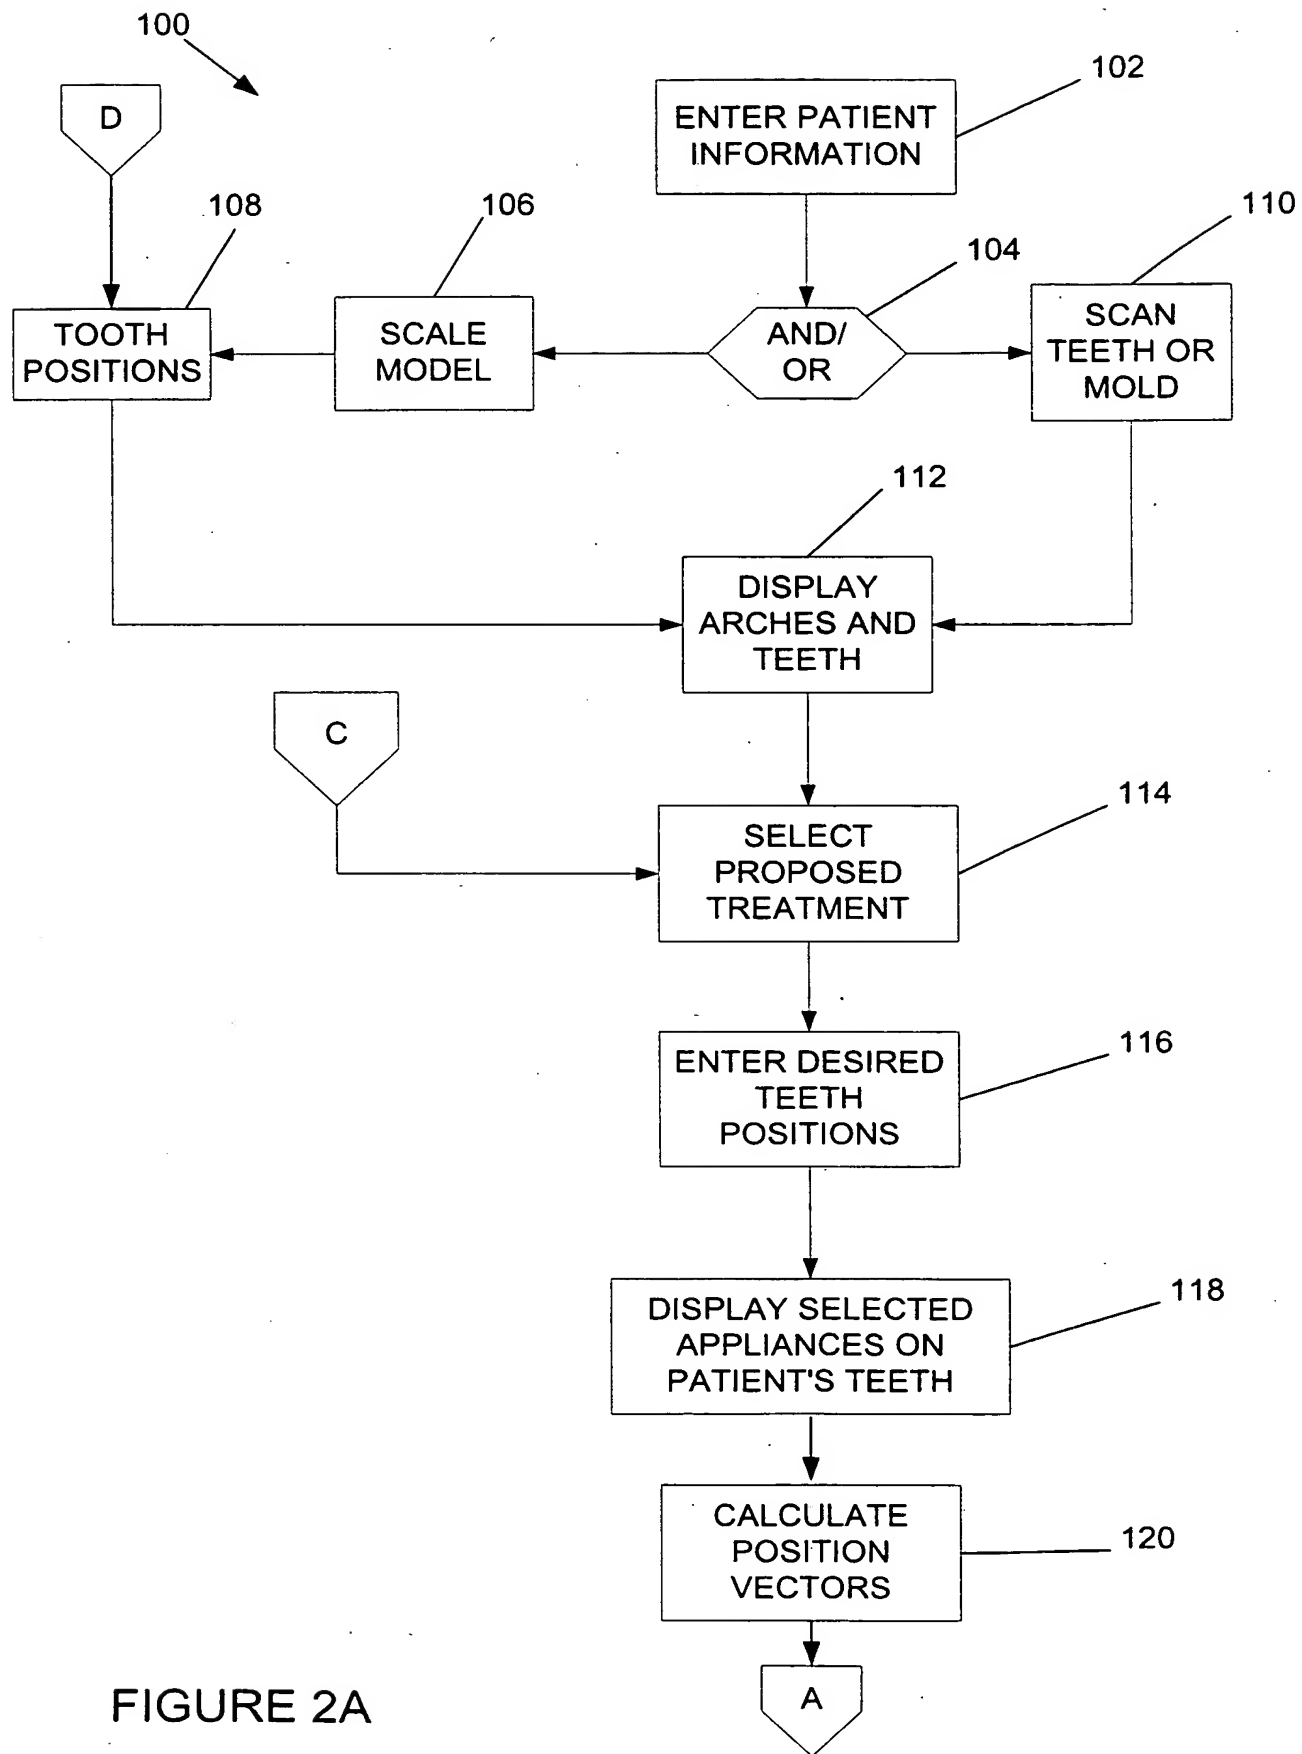 100
D
ENTER PATIENT
INFORMATION
102
108
106
104
110
TOOTH
POSITIONS
SCALE
MODEL
AND/
OR
SCAN
TEETH OR
MOLD
112
DISPLAY
ARCHES AND
TEETH
C
114
SELECT
PROPOSED
TREATMENT
116
ENTER DESIRED
TEETH
POSITIONS
118
DISPLAY SELECTED
APPLIANCES ON
PATIENT'S TEETH
120
CALCULATE
POSITION
VECTORS
A
FIGURE 2A